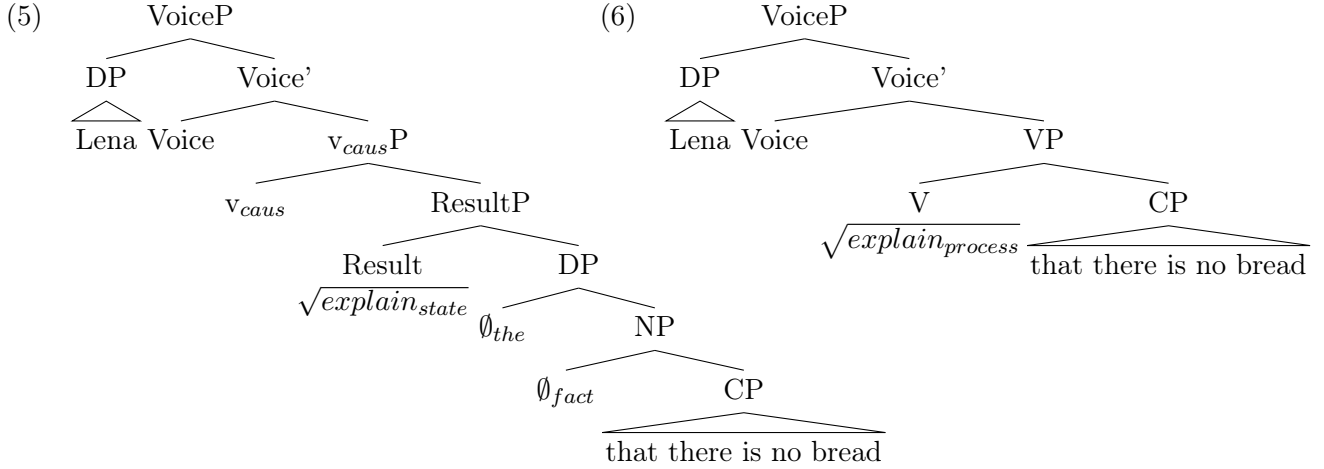 (5) VoiceP (6) VoiceP
DP Voice’ DP Voice’
Lena Voice v_caus P Lena Voice VP
v_caus ResultP V CP
√explain_process
Result DP that there is no bread
√explain_state
∅_the NP
∅_fact CP
that there is no bread